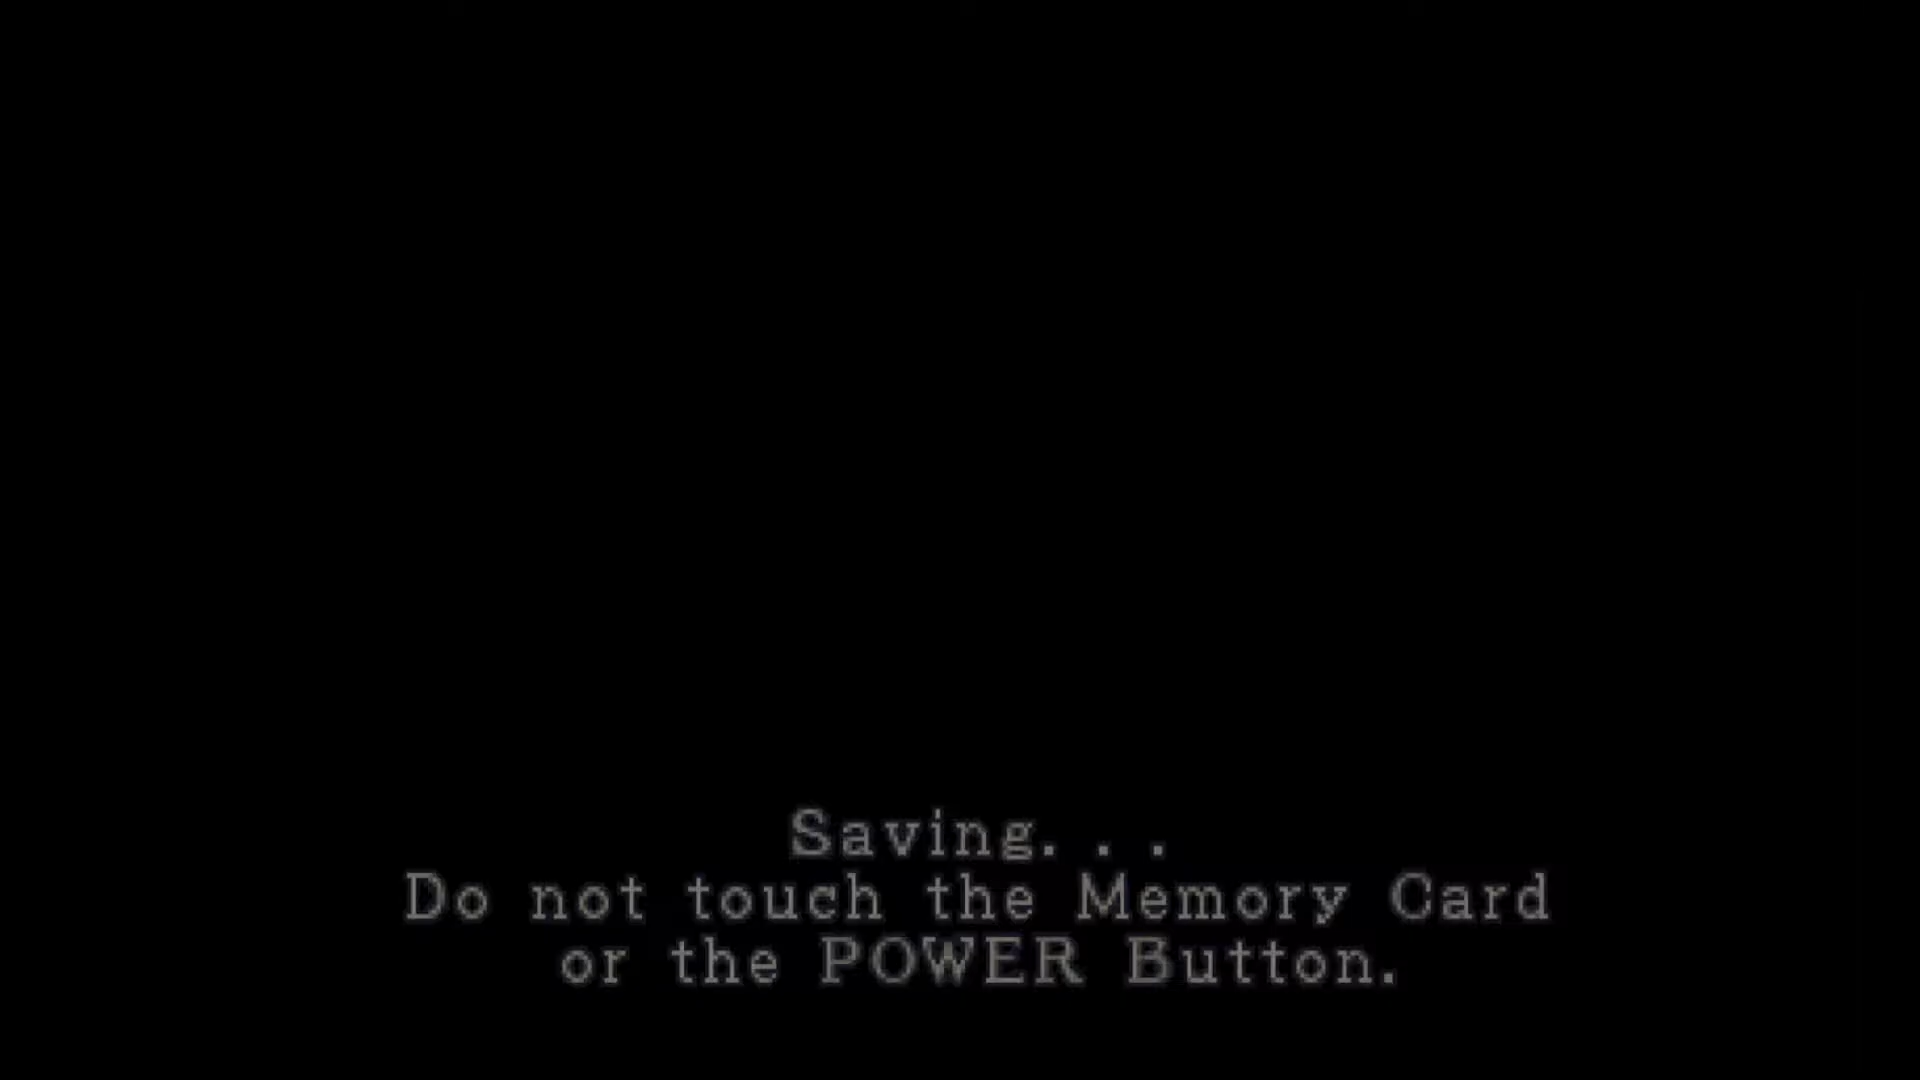 Saving. . .
Do not touch the Memory Card
or the POWER Button.